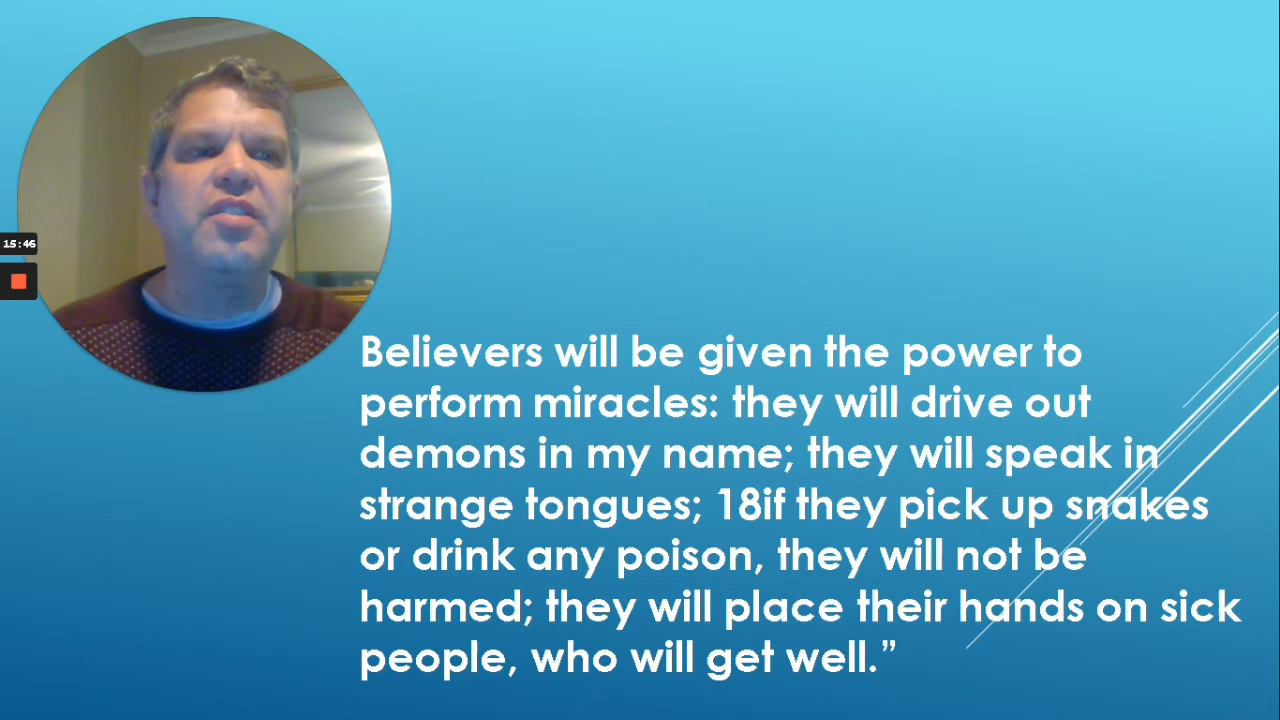 15:46
Believers will be given the power to
perform miracles: they will drive out
demons in my name; they will speak in
strange tongues; 18if they pick up snakes
or drink any poison, they will not be
harmed; they will place their hands on sick
people, who will get well.”